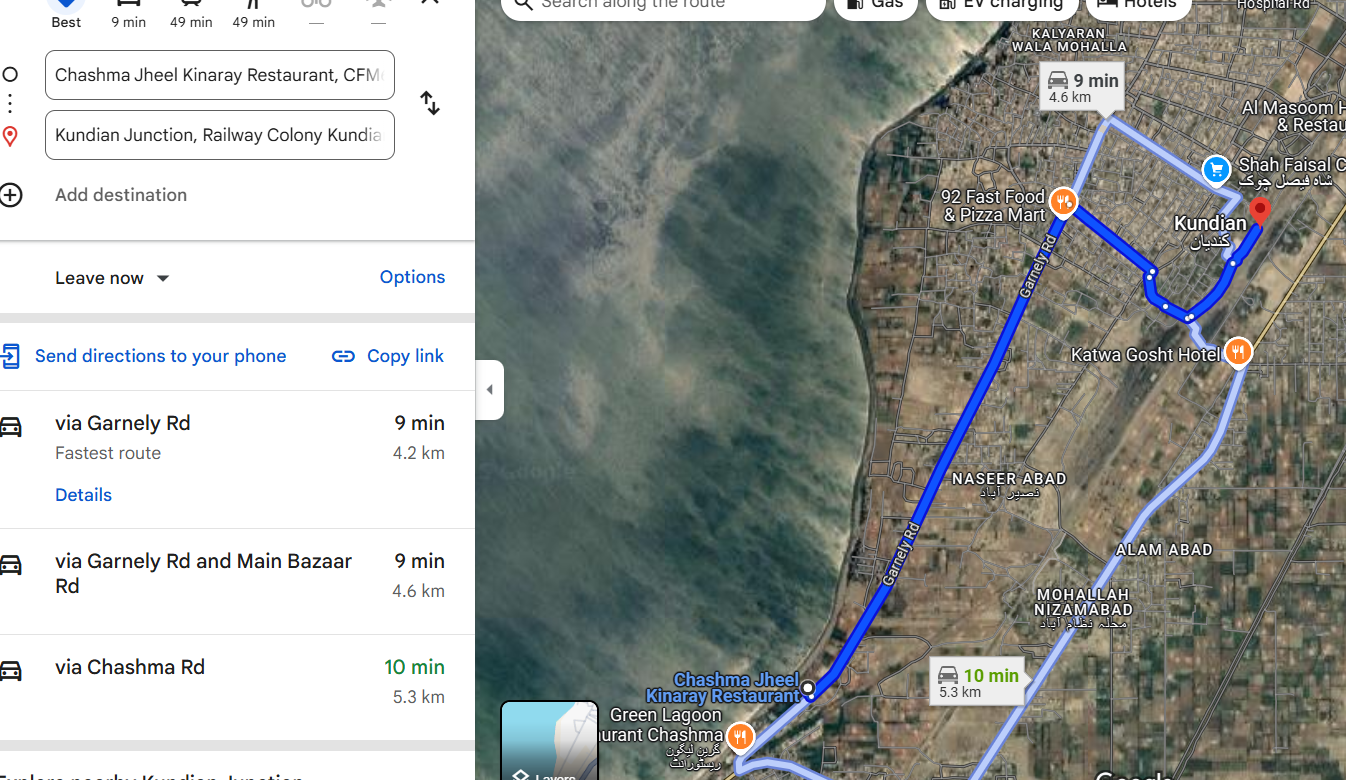 Best
9 min
49 min
49 min
—
—
Chashma Jheel Kinaray Restaurant, CFM
Kundian Junction, Railway Colony Kundia
Add destination
Leave now
Options
Send directions to your phone
Copy link
via Garnely Rd
9 min
Fastest route
4.2 km
Details
via Garnely Rd and Main Bazaar
Rd
9 min
4.6 km
via Chashma Rd
10 min
5.3 km
Explore nearby Kundian Junction
Search along the route
Gas
EV charging
Hotels
Hospital Rd
KALYARAN
WALA MOHALLA
9 min
4.6 km
Al Masoom H
& Restau
Shah Faisal C
شاہ فیصل چوک
92 Fast Food
& Pizza Mart
Kundian
کندیان
Garnely Rd
Katwa Gosht Hotel
NASEER ABAD
نصیر آباد
Garnely Rd
ALAM ABAD
MOHALLAH
NIZAMABAD
محلہ نظام آباد
10 min
5.3 km
Chashma Jheel
Kinaray Restaurant
Green Lagoon
urant Chashma
گرین لیگون
ریسٹورانٹ
Layers
Google